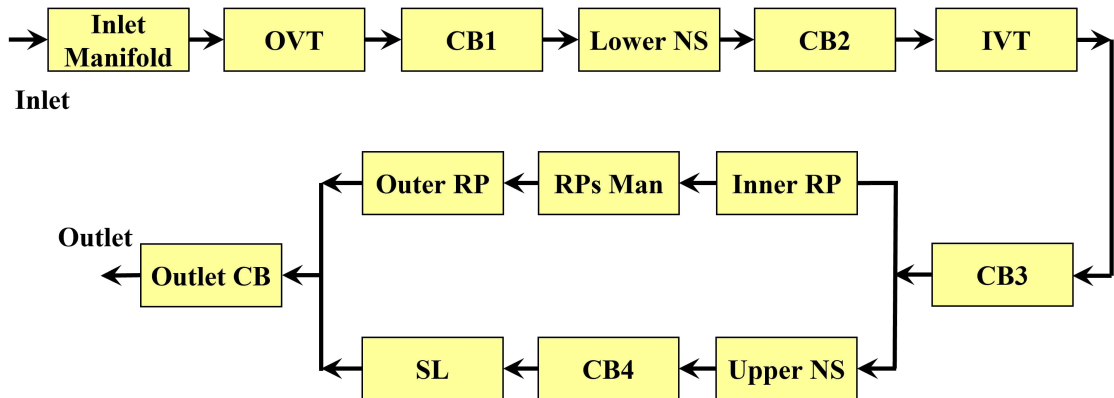 Inlet
Manifold
OVT
CB1
Lower NS
CB2
IVT
Inlet
Outer RP
RPs Man
Inner RP
Outlet
Outlet CB
CB3
SL
CB4
Upper NS